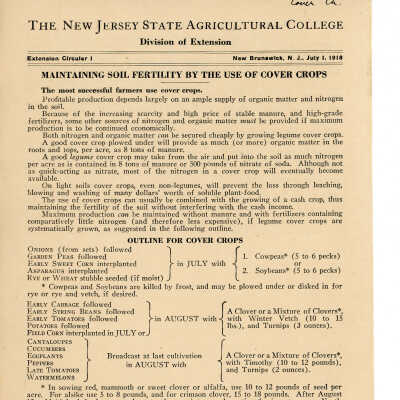 Cover Ch.
THE NEW JERSEY STATE AGRICULTURAL COLLEGE
Division of Extension
Extension Circular 1 New Brunswick, N. J., July 1, 1918
MAINTAINING SOIL FERTILITY BY THE USE OF COVER CROPS
The most successful farmers use cover crops.
Profitable production depends largely on an ample supply of organic matter and nitrogen
in the soil.
Because of the increasing scarcity and high price of stable manure, and high-grade
fertilizers, some other sources of nitrogen and organic matter must be provided if maximum
production is to be continued economically.
Both nitrogen and organic matter can be secured cheaply by growing legume cover crops.
A good cover crop plowed under will provide as much (or more) organic matter in the
roots and tops, per acre, as 8 tons of manure.
A good legume cover crop may take from the air and put into the soil as much nitrogen
per acre as is contained in 8 tons of manure or 500 pounds of nitrate of soda. Although not
as quick-acting as nitrate, most of the nitrogen in a cover crop will eventually become
available.
On light soils cover crops, even non-legumes, will prevent the loss through leaching,
blowing and washing of many dollars' worth of soluble plant-food.
The use of cover crops can usually be combined with the growing of a cash crop, thus
maintaining the fertility of the soil without interfering with the cash income.
Maximum production can be maintained without manure and with fertilizers containing
comparatively little nitrogen (and therefore less expensive), if legume cover crops are
systematically grown, as suggested in the following outline.
OUTLINE FOR COVER CROPS
ONIONS (from sets) followed
GARDEN PEAS followed
EARLY SWEET CORN interplanted
ASPARAGUS interplanted
RYE or WHEAT stubble seeded (if moist)
in JULY with
1. Cowpeas* (5 to 6 pecks)
or
2. Soybeans* (5 to 6 pecks)
* Cowpeas and Soybeans are killed by frost, and may be plowed under or disked in for
rye or rye vetch, if desired.
EARLY CABBAGE followed
EARLY STRING BEANS followed
EARLY TOMATOES followed
POTATOES followed
FIELD CORN interplanted in JULY or
in AUGUST with
A Clover or a Mixture of Clovers*,
with Winter Vetch (10 to 15
lbs.), and Turnips (3 ounces).
CANTALOUPES
CUCUMBERS
EGGPLANTS
PEPPERS
LATE TOMATOES
WATERMELONS
Broadcast at last cultivation
in AUGUST with
A Clover or a Mixture of Clovers*,
with Timothy (10 to 12 pounds),
and Turnips (2 ounces).
* In sowing red, mammoth or sweet clover or alfalfa, use 10 to 12 pounds of seed per
acre. For alsike use 5 to 8 pounds, and for crimson clover, 15 to 18 pounds. After August